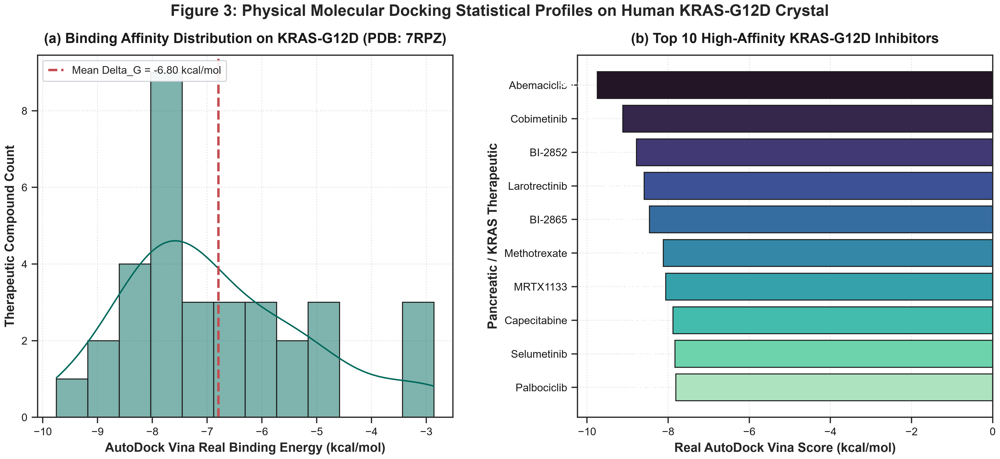 Figure 3: Physical Molecular Docking Statistical Profiles on Human KRAS-G12D Crystal
(a) Binding Affinity Distribution on KRAS-G12D (PDB: 7RPZ)
Mean Delta_G = -6.80 kcal/mol
Therapeutic Compound Count
8
6
4
2
0
−10 −9 −8 −7 −6 −5 −4 −3
AutoDock Vina Real Binding Energy (kcal/mol)
(b) Top 10 High-Affinity KRAS-G12D Inhibitors
Pancreatic / KRAS Therapeutic
Abemaciclib
Cobimetinib
BI-2852
Larotrectinib
BI-2865
Methotrexate
MRTX1133
Capecitabine
Selumetinib
Palbociclib
−10 −8 −6 −4 −2 0
Real AutoDock Vina Score (kcal/mol)